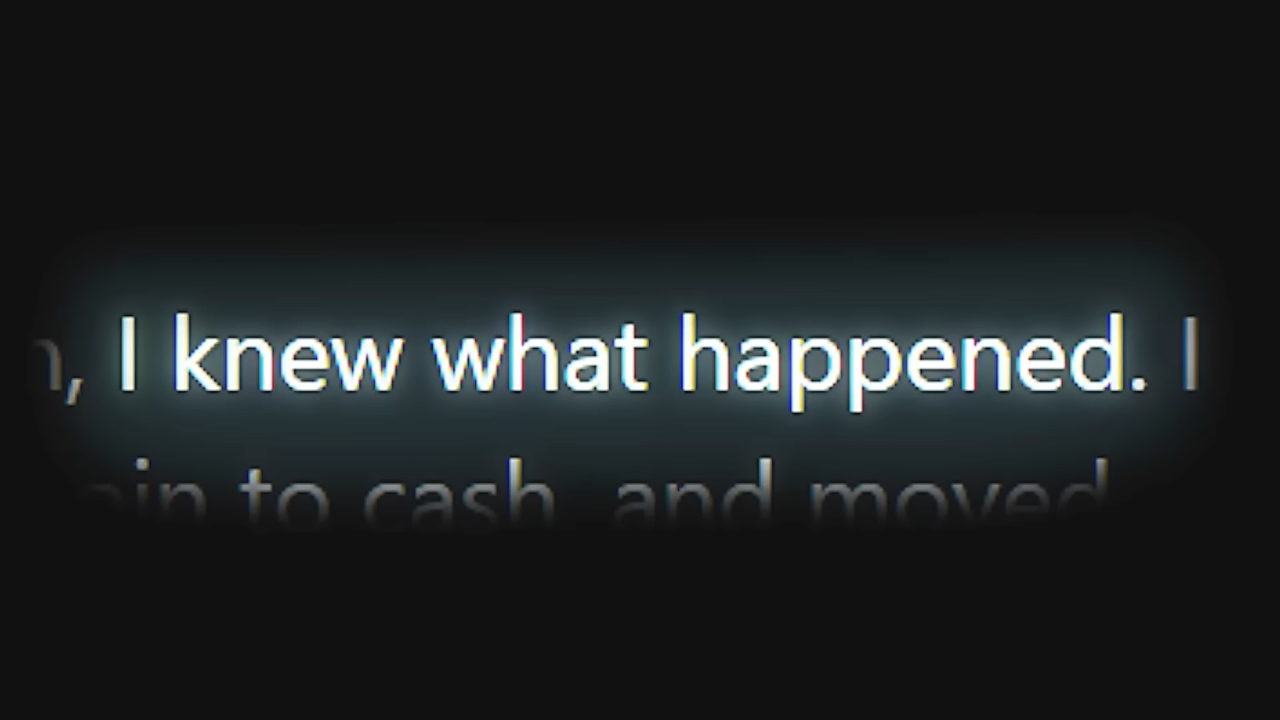 , I knew what happened. I
to cash, and moved